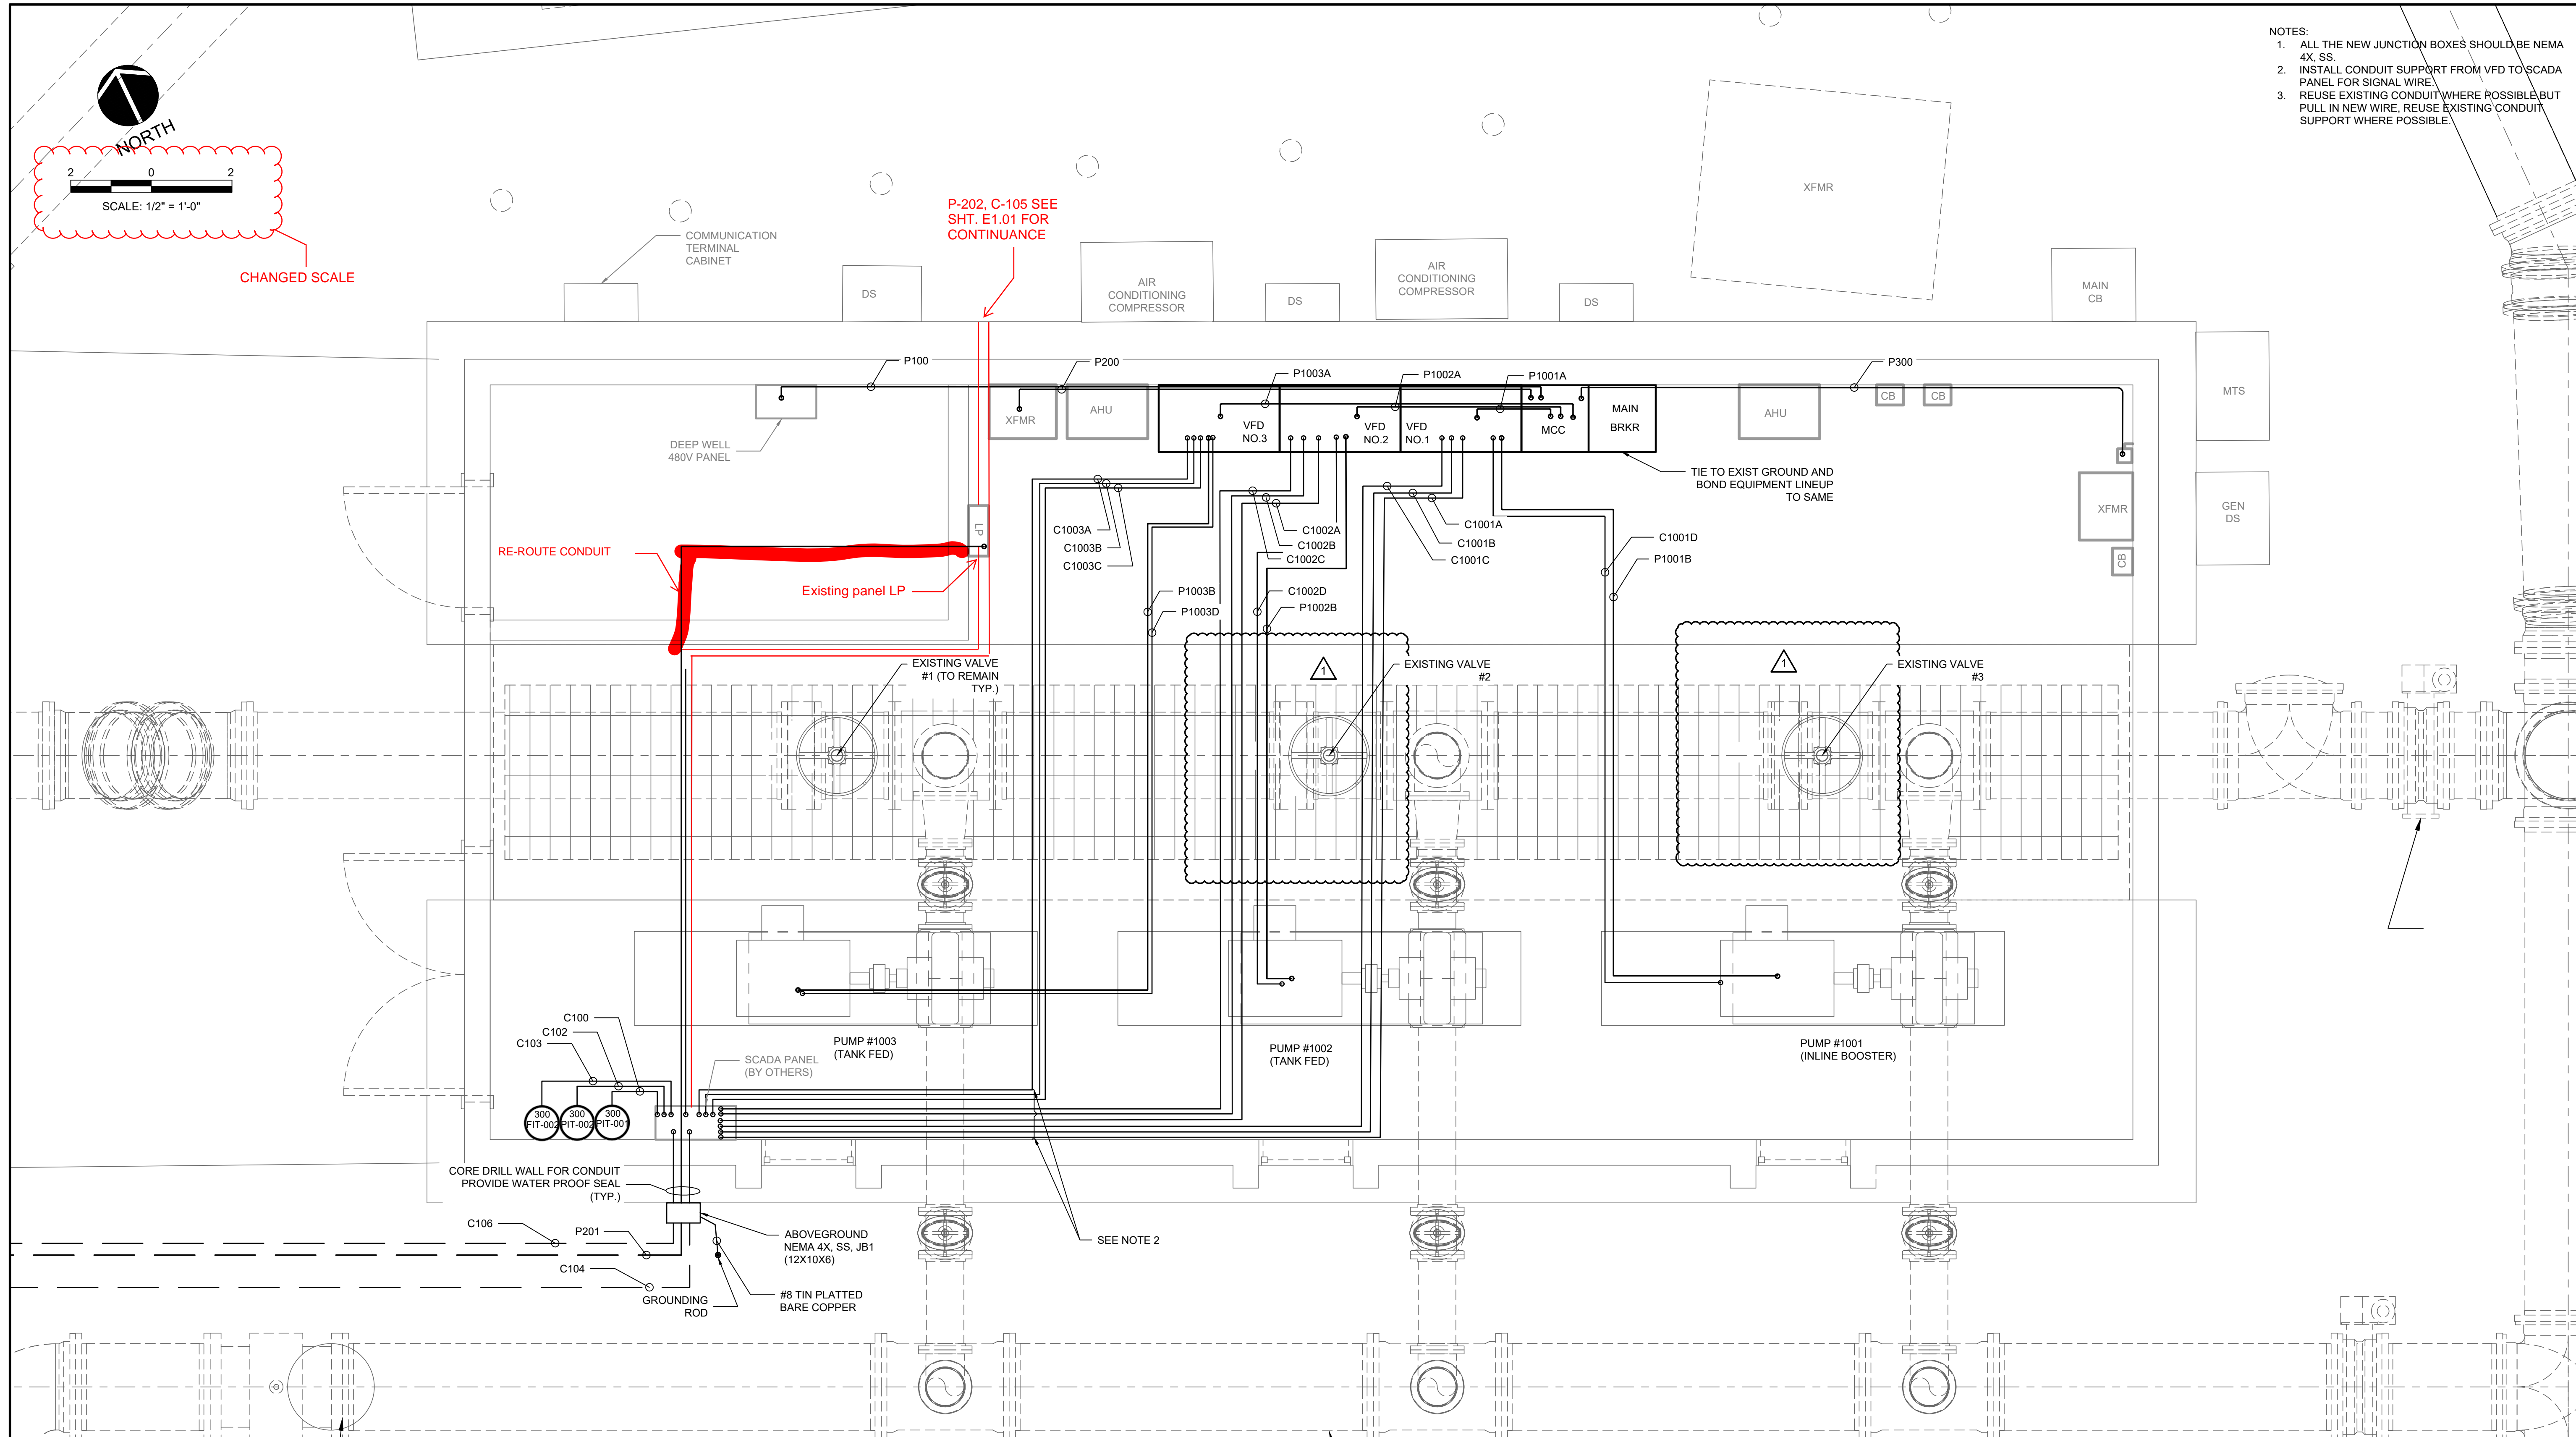 NOTES:
1. ALL THE NEW JUNCTION BOXES SHOULD BE NEMA
4X, SS.
2. INSTALL CONDUIT SUPPORT FROM VFD TO SCADA
PANEL FOR SIGNAL WIRE.
3. REUSE EXISTING CONDUIT WHERE POSSIBLE BUT
PULL IN NEW WIRE, REUSE EXISTING CONDUIT
SUPPORT WHERE POSSIBLE.
NORTH
2 0 2
SCALE: 1/2" = 1'-0"
CHANGED SCALE
COMMUNICATION
TERMINAL
CABINET
P-202, C-105 SEE
SHT. E1.01 FOR
CONTINUANCE
XFMR
DS
AIR
CONDITIONING
COMPRESSOR
DS
AIR
CONDITIONING
COMPRESSOR
DS
MAIN
CB
P100
P200
P1003A
P1002A
P1001A
P300
MTS
DEEP WELL
480V PANEL
XFMR
AHU
VFD
NO.3
VFD
NO.2
VFD
NO.1
MCC
MAIN
BRKR
AHU
CB
CB
TIE TO EXIST GROUND AND
BOND EQUIPMENT LINEUP
TO SAME
XFMR
GEN
DS
CB
LP
RE-ROUTE CONDUIT
Existing panel LP
C1003A
C1003B
C1003C
C1002A
C1002B
C1002C
C1001A
C1001B
C1001C
C1001D
P1001B
P1003B
P1003D
C1002D
P1002B
EXISTING VALVE
#1 (TO REMAIN
TYP.)
1
EXISTING VALVE
#2
1
EXISTING VALVE
#3
C100
C102
C103
PUMP #1003
(TANK FED)
PUMP #1002
(TANK FED)
PUMP #1001
(INLINE BOOSTER)
SCADA PANEL
(BY OTHERS)
300
FIT-002
300
PIT-002
300
PIT-001
CORE DRILL WALL FOR CONDUIT
PROVIDE WATER PROOF SEAL
(TYP.)
C106
P201
C104
ABOVEGROUND
NEMA 4X, SS, JB1
(12X10X6)
SEE NOTE 2
GROUNDING
ROD
#8 TIN PLATTED
BARE COPPER